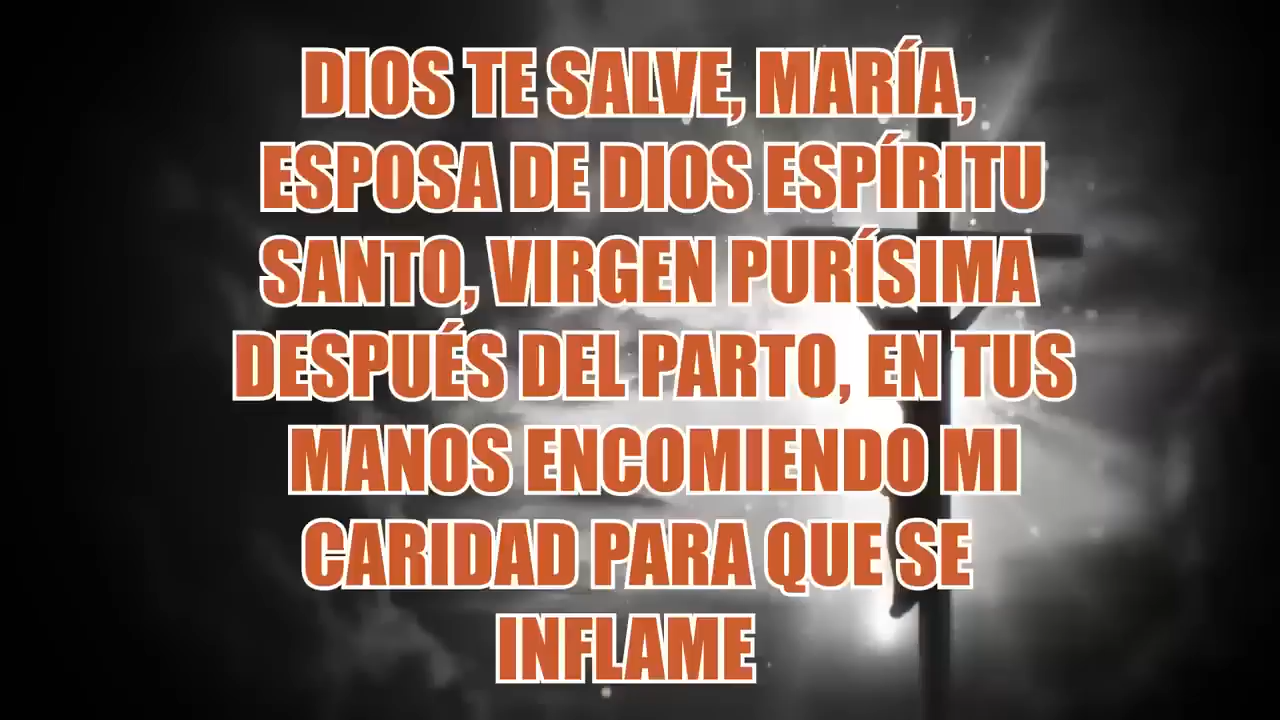 DIOS TE SALVE, MARÍA,
ESPOSA DE DIOS ESPÍRITU
SANTO, VIRGEN PURÍSIMA
DESPUÉS DEL PARTO, EN TUS
MANOS ENCOMIENDO MI
CARIDAD PARA QUE SE
INFLAME